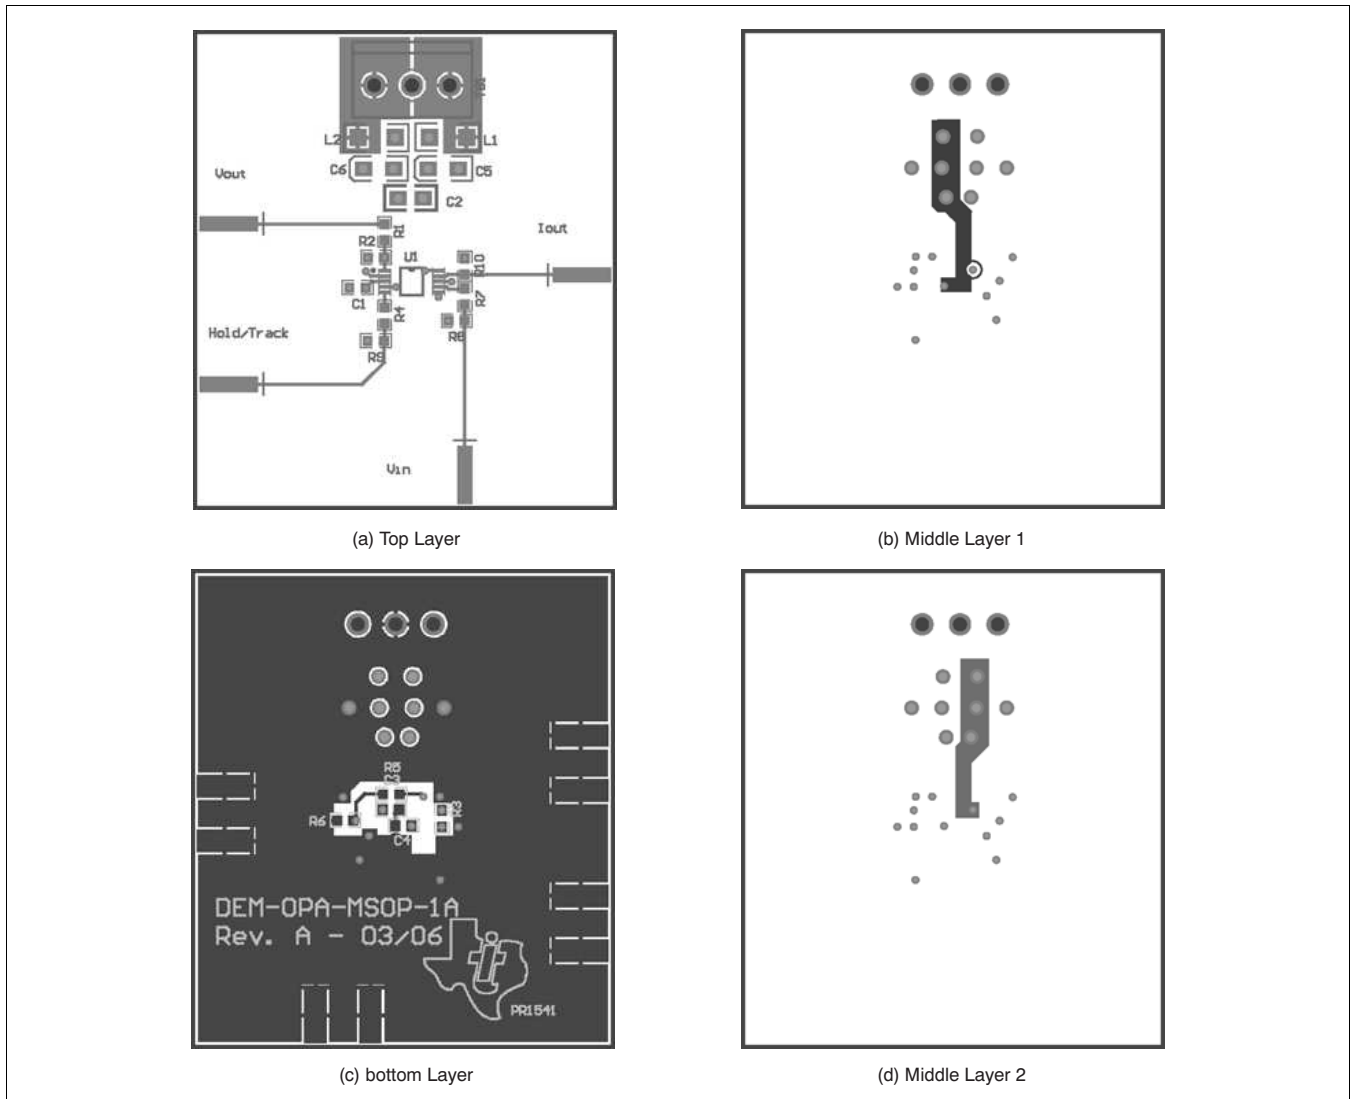 TB1
L2
L1
C6
C5
Vout
C2
Iout
R1
R2
U1
R10
C1
R7
R4
Hold/Track
R8
R9
Vin
(a) Top Layer
(b) Middle Layer 1
R5
C3
R3
R6
C4
DEM-OPA-MSOP-1A
Rev. A - 03/06
PR1541
(c) bottom Layer
(d) Middle Layer 2